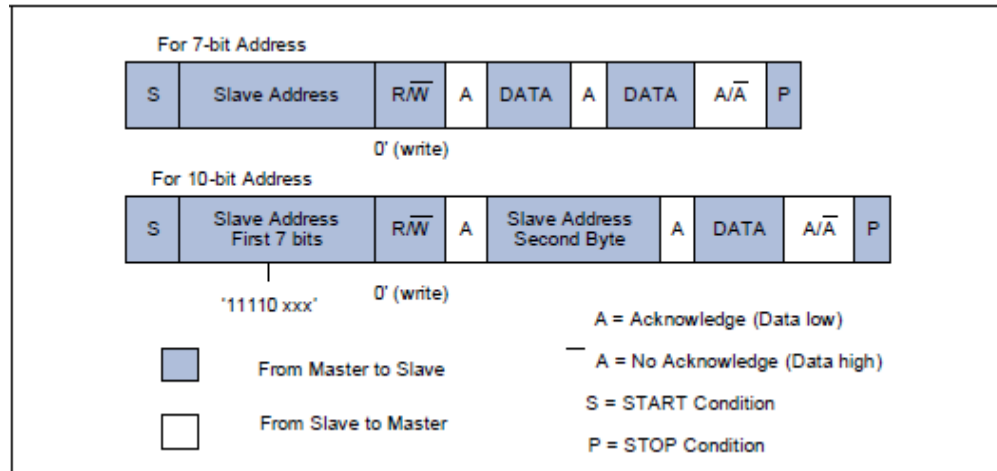 For 7-bit Address
S Slave Address R/W̅ A DATA A DATA A/A̅ P
0' (write)
For 10-bit Address
S Slave Address First 7 bits R/W̅ A Slave Address Second Byte A DATA A/A̅ P
'11110 xxx' 0' (write)
From Master to Slave
From Slave to Master
A = Acknowledge (Data low)
A̅ = No Acknowledge (Data high)
S = START Condition
P = STOP Condition